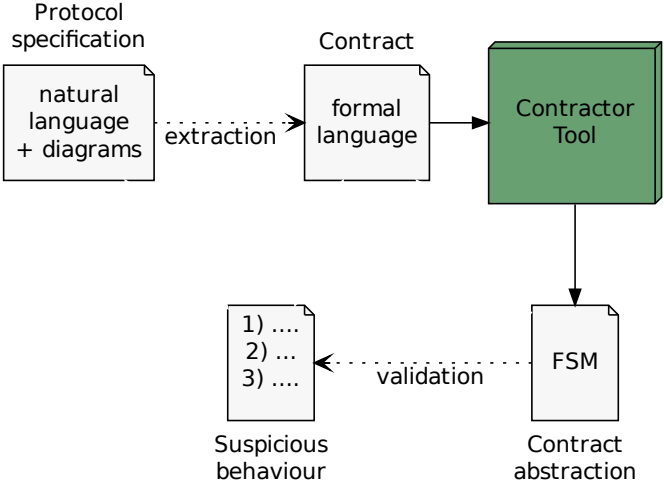 Protocol
specification
natural
language
+ diagrams
extraction
Contract
formal
language
Contractor
Tool
FSM
Contract
abstraction
validation
1) ....
2) ...
3) ....
Suspicious
behaviour